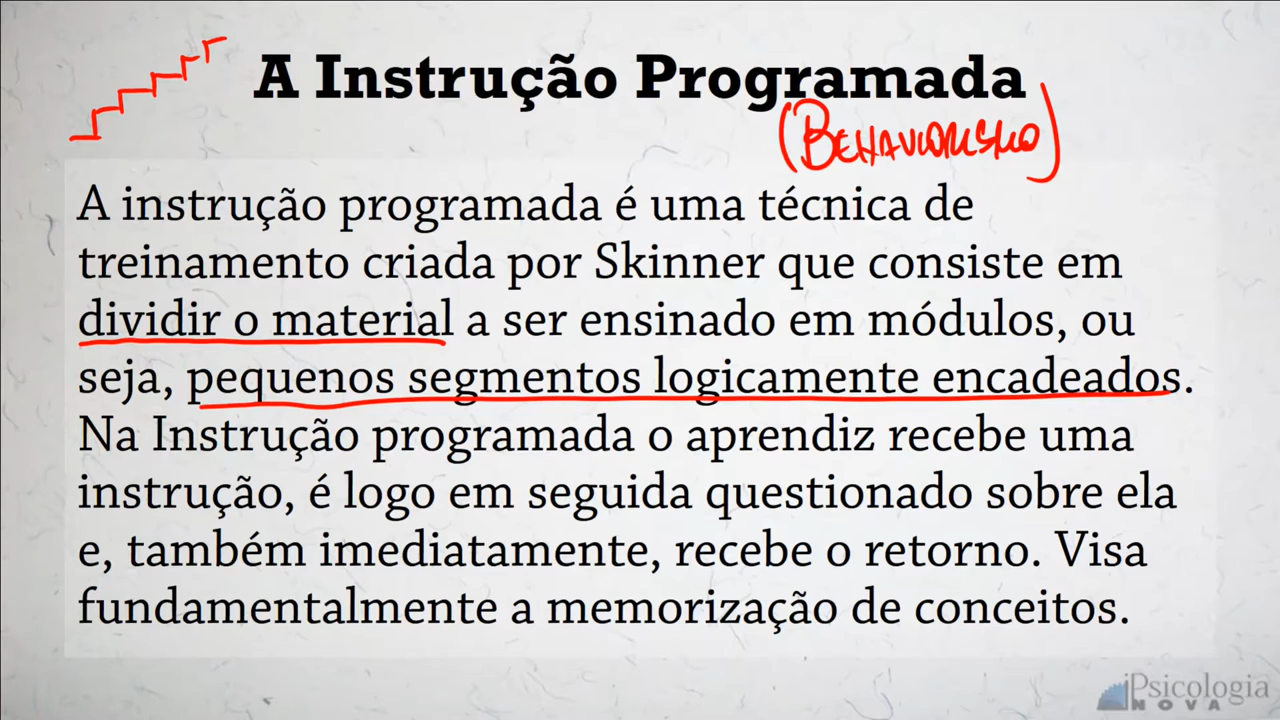 A Instrução Programada
(BEHAVIORISMO)
A instrução programada é uma técnica de
treinamento criada por Skinner que consiste em
dividir o material a ser ensinado em módulos, ou
seja, pequenos segmentos logicamente encadeados.
Na Instrução programada o aprendiz recebe uma
instrução, é logo em seguida questionado sobre ela
e, também imediatamente, recebe o retorno. Visa
fundamentalmente a memorização de conceitos.
Psicologia
NOVA